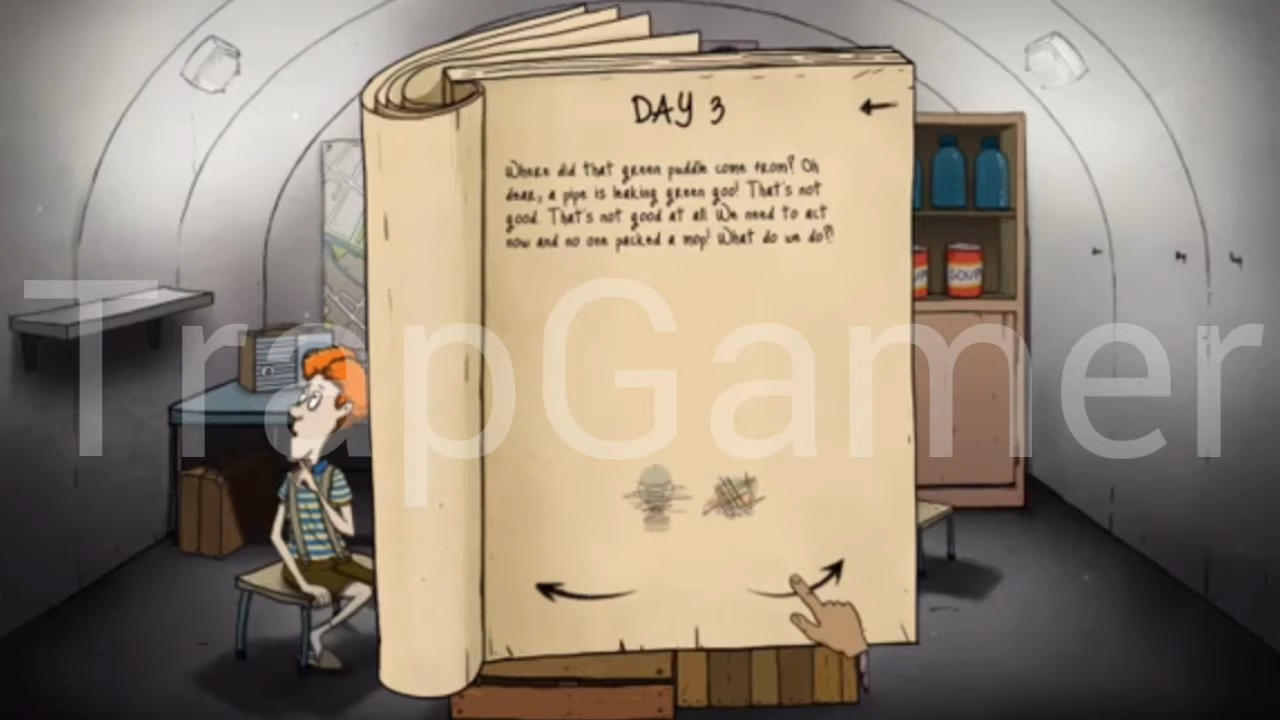 DAY 3
Where did that green puddle come from? Oh
dear, a pipe is leaking green goo! That's not
good. That's not good at all. We need to act
now and no one packed a mop! What do we do?!
SOUP
TrapGamer